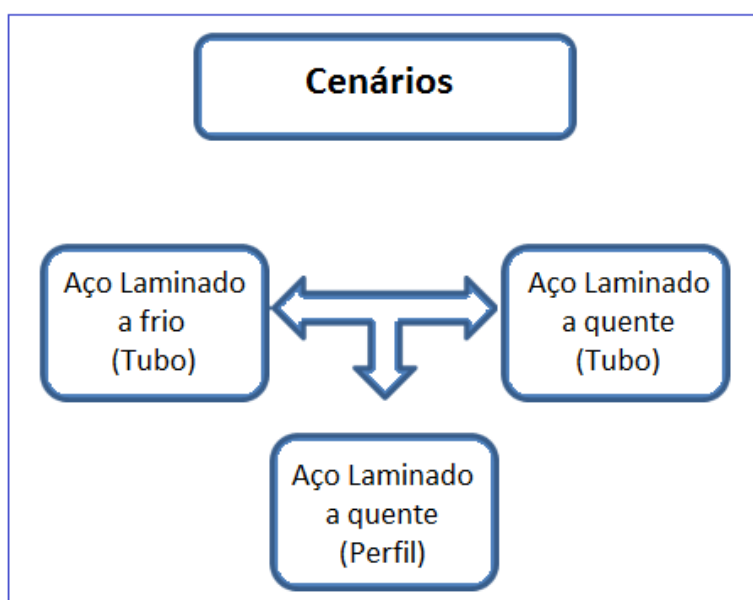 Cenários
Aço Laminado
a frio
(Tubo)
Aço Laminado
a quente
(Tubo)
Aço Laminado
a quente
(Perfil)